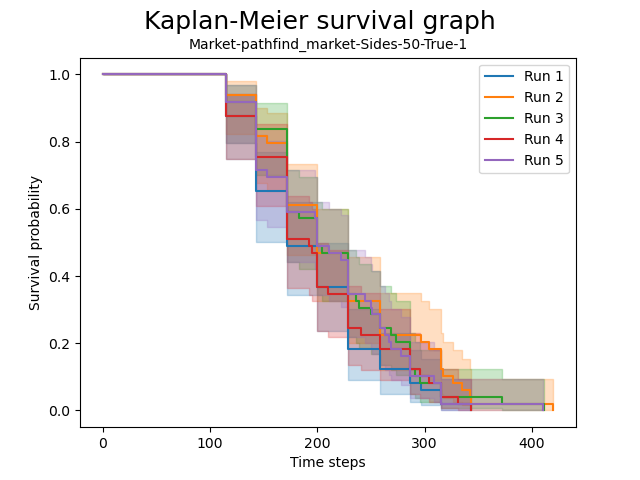 Kaplan-Meier survival graph
Market-pathfind_market-Sides-50-True-1
Run 1
Run 2
Run 3
Run 4
Run 5
Survival probability
1.0
0.8
0.6
0.4
0.2
0.0
0 100 200 300 400
Time steps